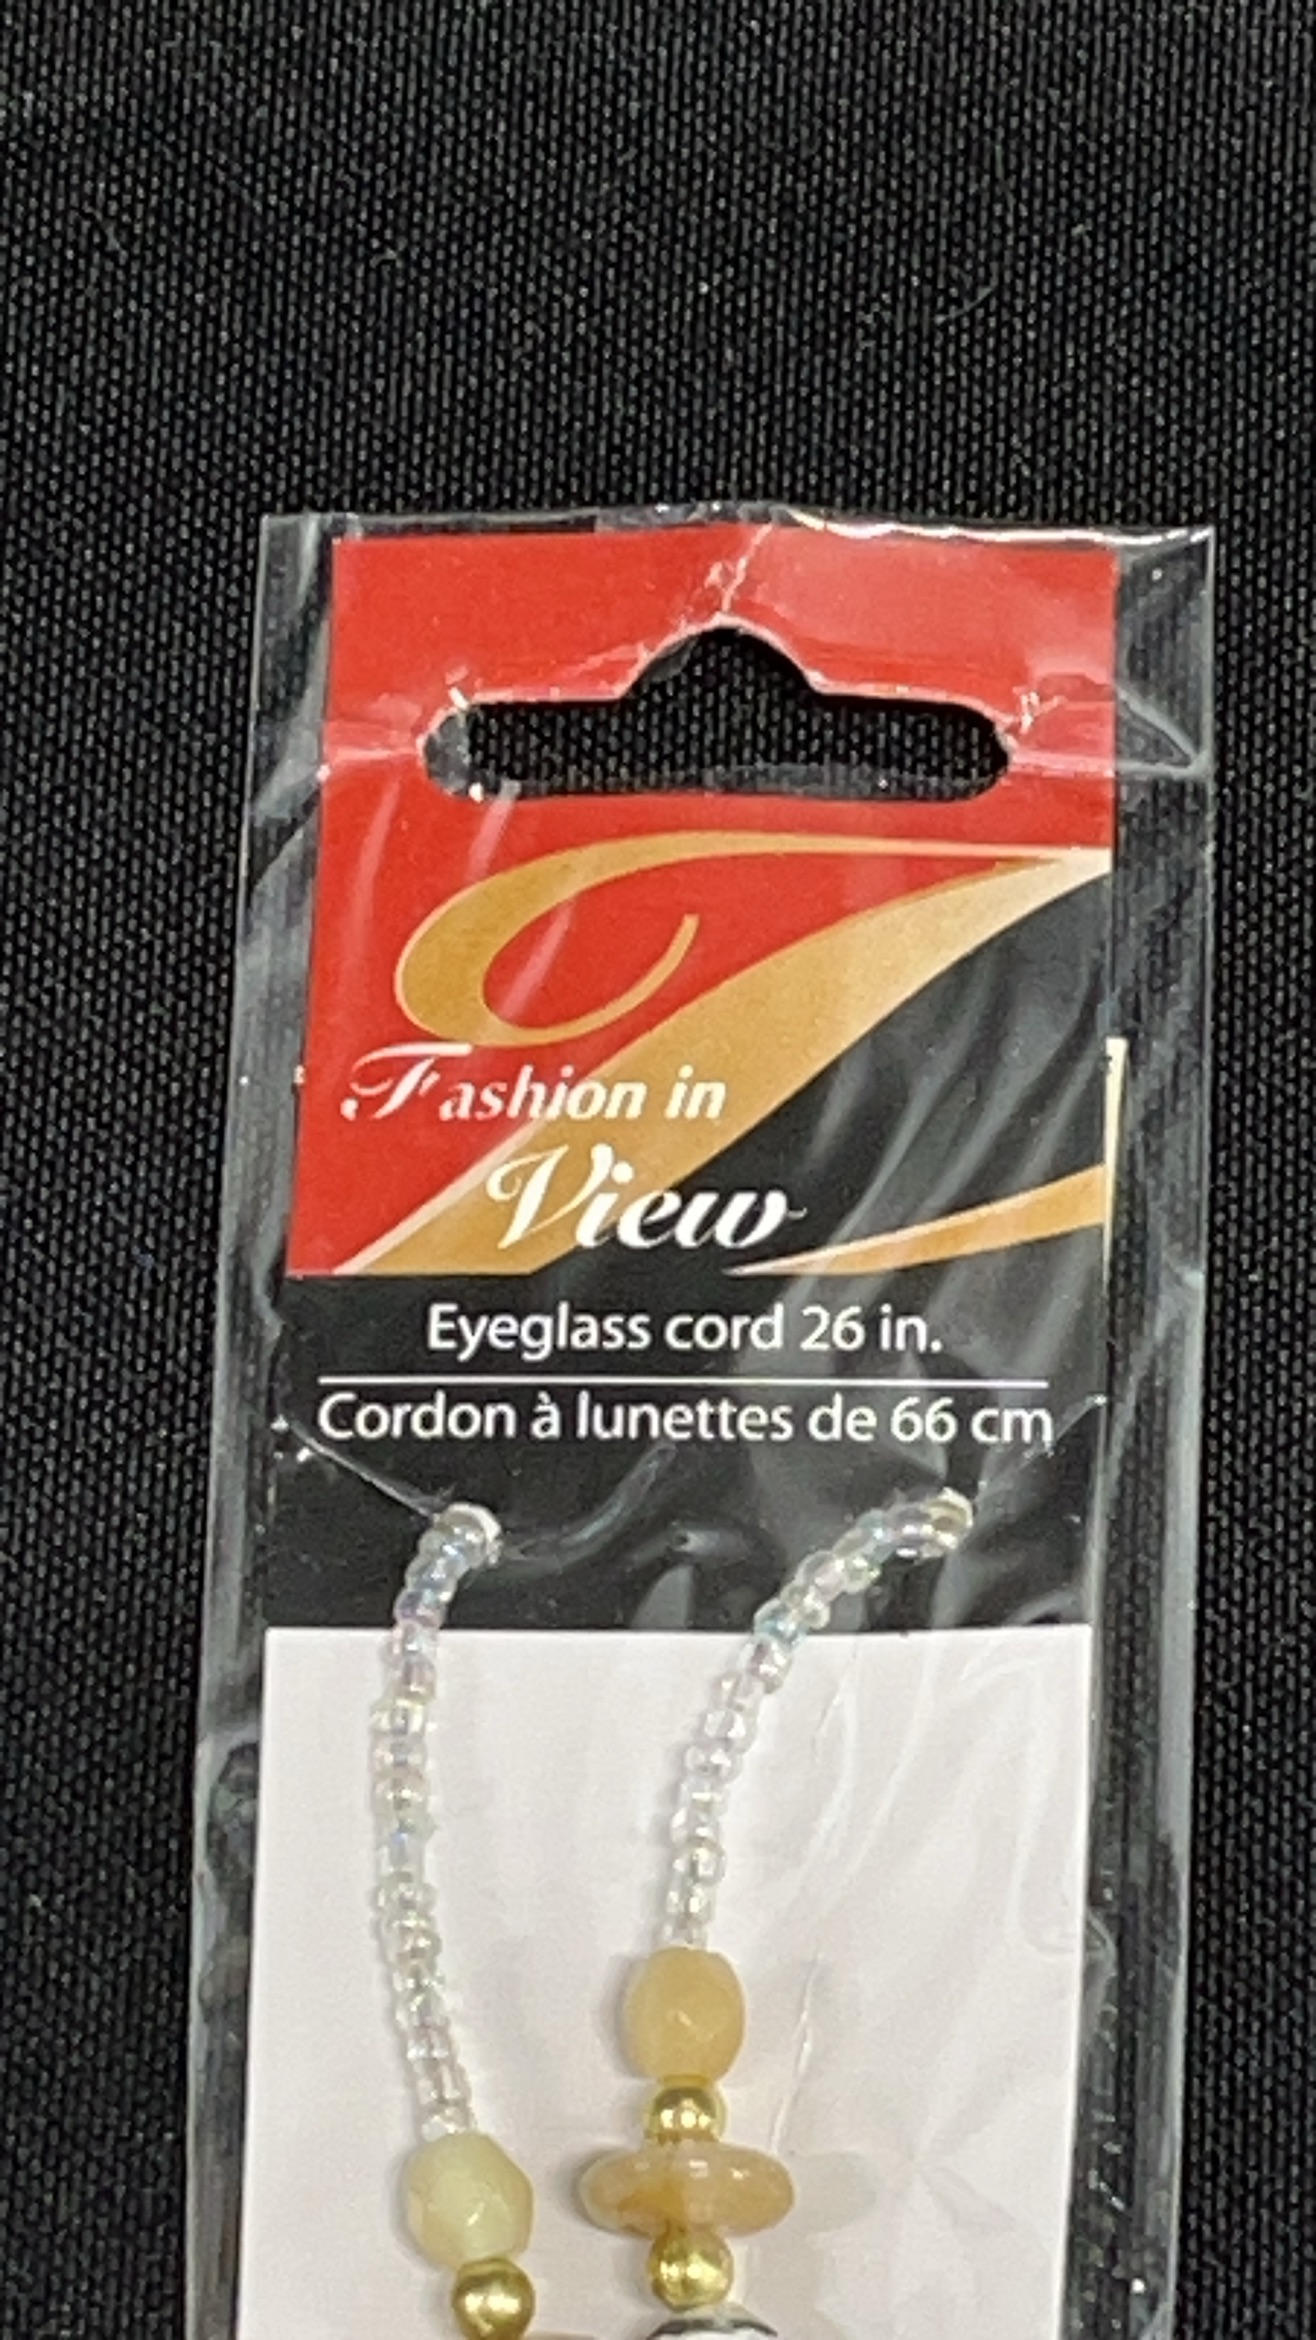 Fashion in
View
Eyeglass cord 26 in.
Cordon à lunettes de 66 cm